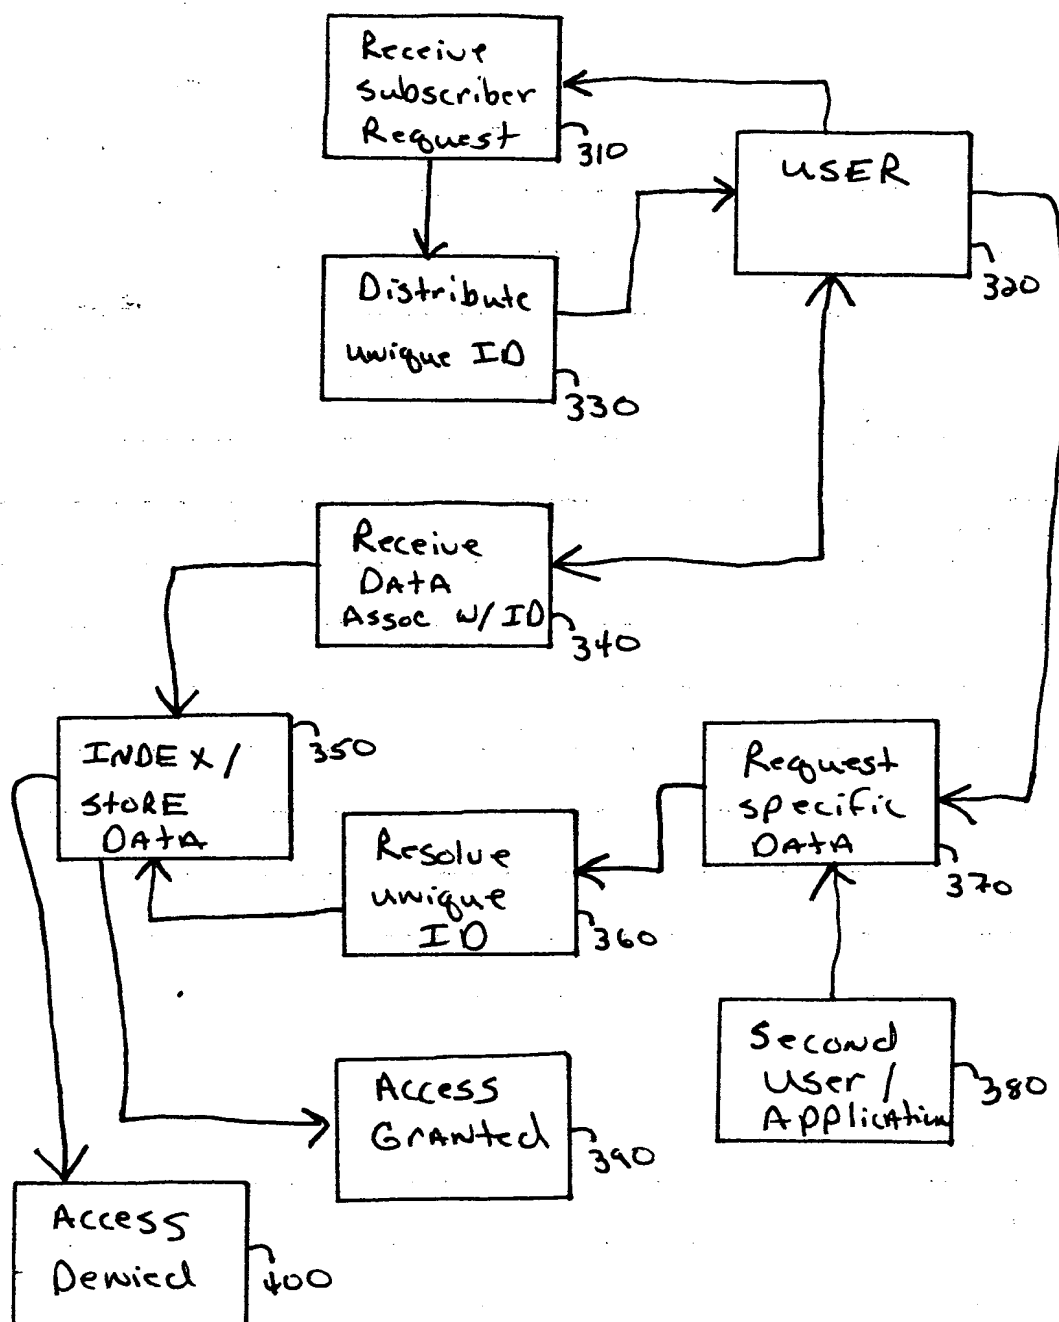 Receive
Subscriber
Request
310
USER
320
Distribute
unique ID
330
Receive
DATA
Assoc w/ ID
340
INDEX/
StoRE
DATA
350
Request
specific
DATA
370
Resolve
unique
ID
360
Second
User/
Application
380
Access
GRANted
390
Access
Denied
400